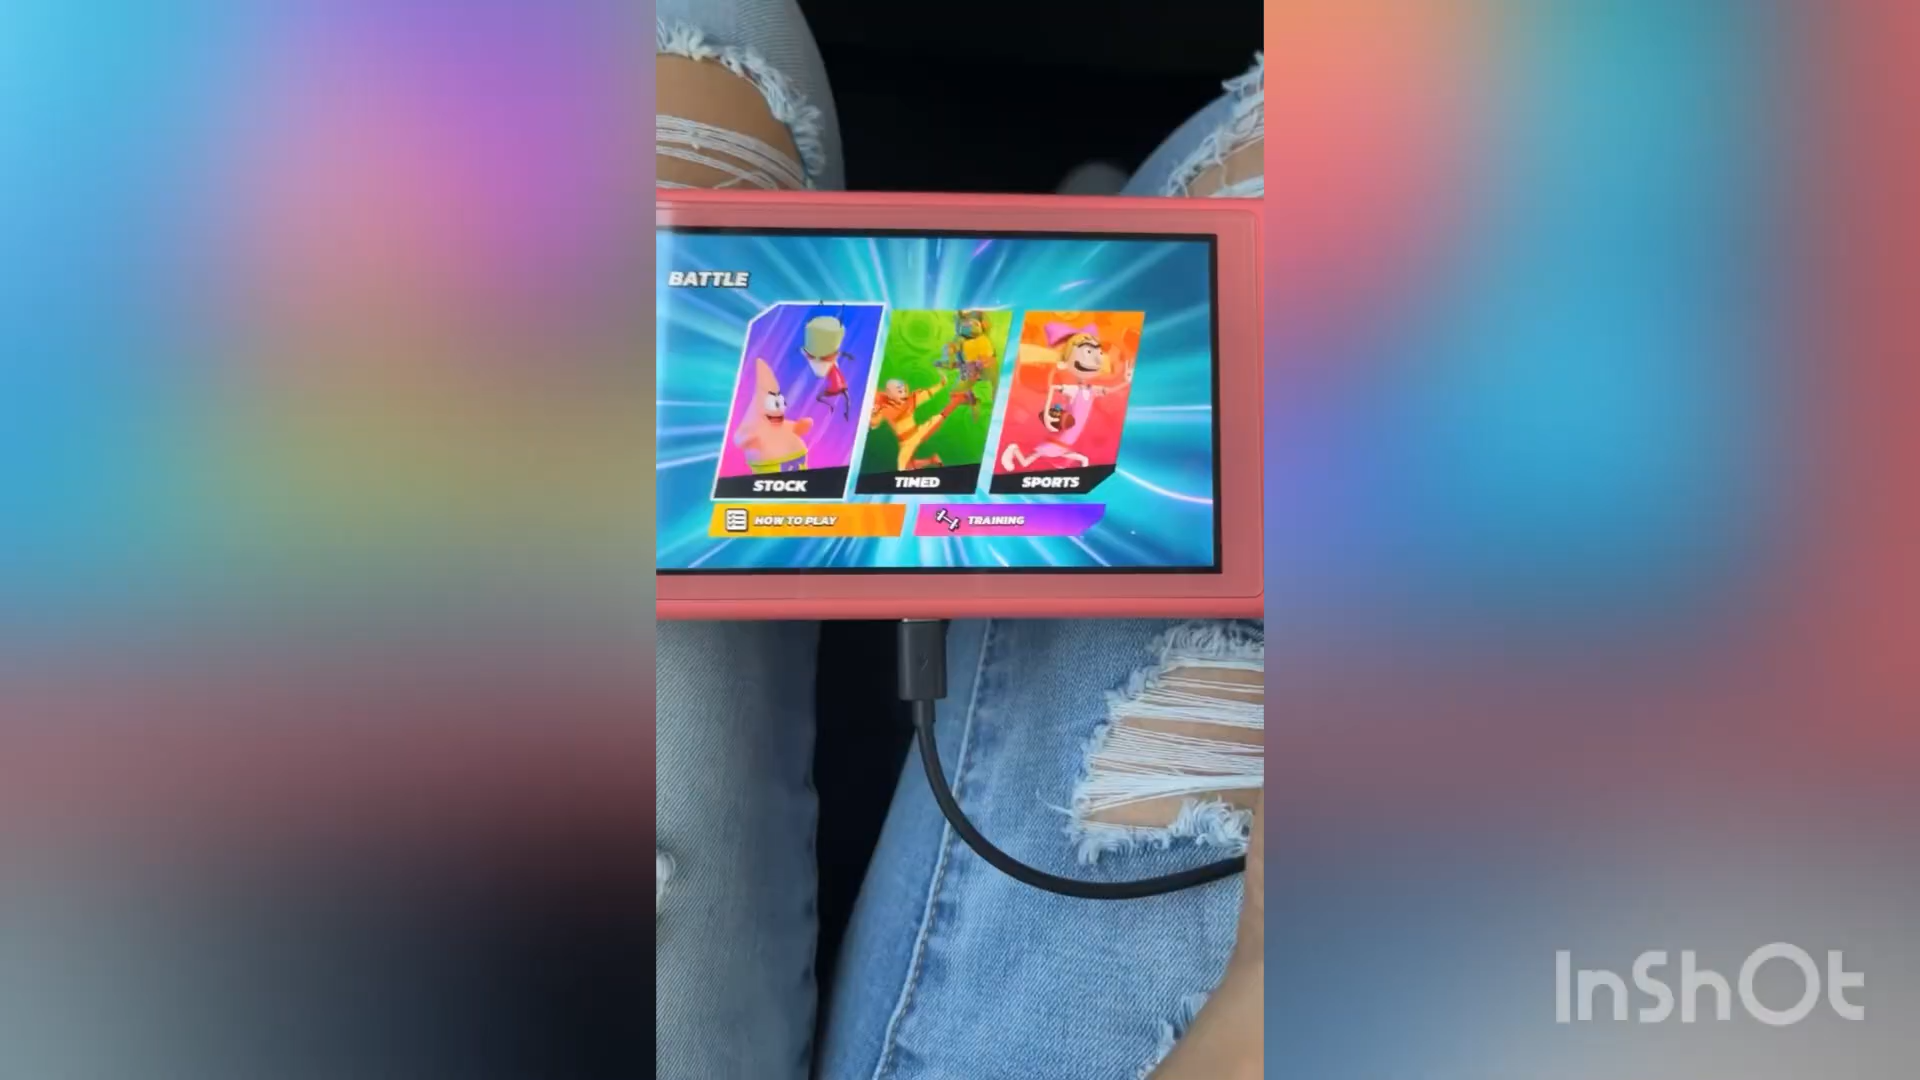 BATTLE
STOCK
TIMED
SPORTS
HOW TO PLAY
TRAINING
InShOt